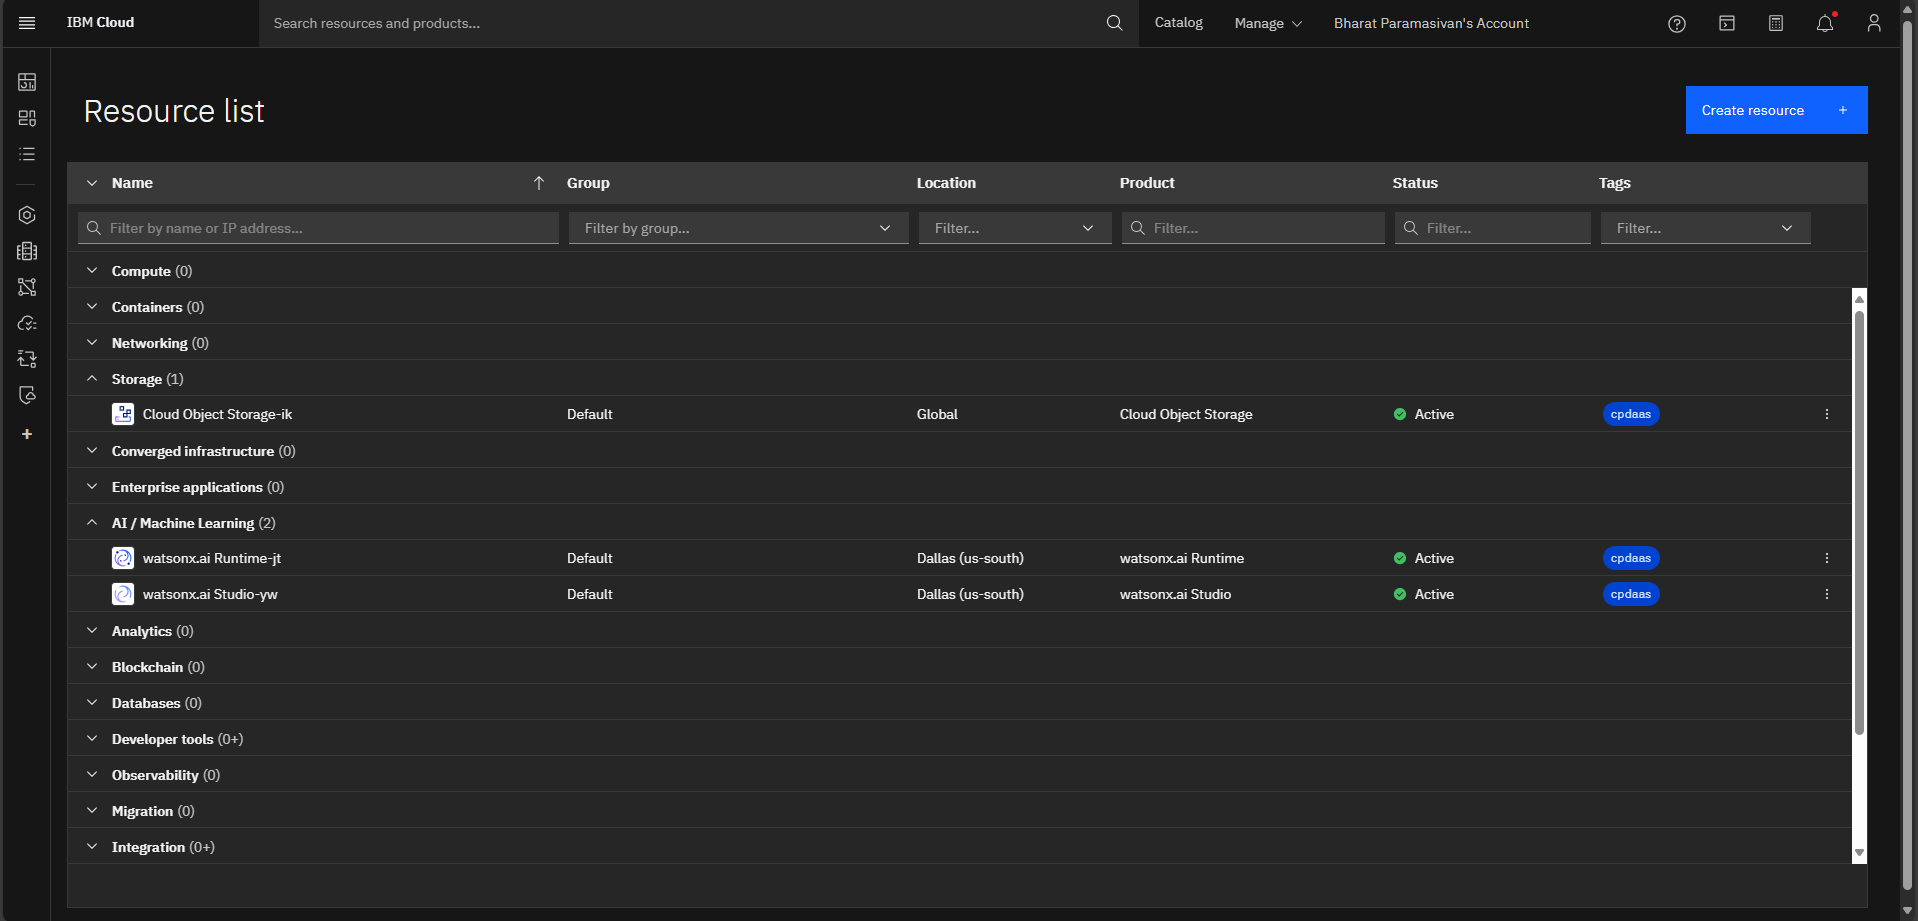 IBM Cloud Search resources and products... Catalog Manage Bharat Paramasivan's Account
Resource list
Create resource +
Name Group Location Product Status Tags
Filter by name or IP address... Filter by group... Filter... Filter... Filter... Filter...
Compute (0)
Containers (0)
Networking (0)
Storage (1)
Cloud Object Storage-ik Default Global Cloud Object Storage Active cpdaas
Converged infrastructure (0)
Enterprise applications (0)
AI / Machine Learning (2)
watsonx.ai Runtime-jt Default Dallas (us-south) watsonx.ai Runtime Active cpdaas
watsonx.ai Studio-yw Default Dallas (us-south) watsonx.ai Studio Active cpdaas
Analytics (0)
Blockchain (0)
Databases (0)
Developer tools (0+)
Observability (0)
Migration (0)
Integration (0+)